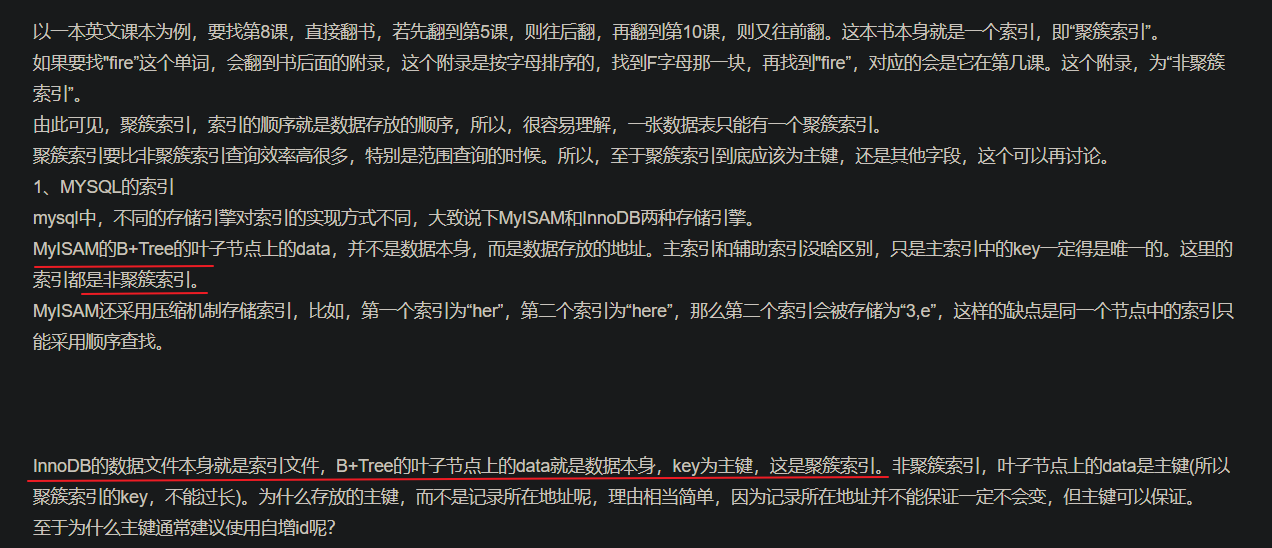 以一本英文课本为例，要找第8课，直接翻书，若先翻到第5课，则往后翻，再翻到第10课，则又往前翻。这本书本身就是一个索引，即“聚簇索引”。
如果要找"fire”这个单词，会翻到书后面的附录，这个附录是按字母排序的，找到F字母那一块，再找到"fire”，对应的会是它在第几课。这个附录，为“非聚簇
索引”。
由此可见，聚簇索引，索引的顺序就是数据存放的顺序，所以，很容易理解，一张数据表只能有一个聚簇索引。
聚簇索引要比非聚簇索引查询效率高很多，特别是范围查询的时候。所以，至于聚簇索引到底应该为主键，还是其他字段，这个可以再讨论。
1、MYSQL的索引
mysql中，不同的存储引擎对索引的实现方式不同，大致说下MyISAM和InnoDB两种存储引擎。
MyISAM的B+Tree的叶子节点上的data，并不是数据本身，而是数据存放的地址。主索引和辅助索引没啥区别，只是主索引中的key一定得是唯一的。这里的
索引都是非聚簇索引。
MyISAM还采用压缩机制存储索引，比如，第一个索引为“her”，第二个索引为“here”，那么第二个索引会被存储为“3,e”，这样的缺点是同一个节点中的索引只
能采用顺序查找。
InnoDB的数据文件本身就是索引文件，B+Tree的叶子节点上的data就是数据本身，key为主键，这是聚簇索引。非聚簇索引，叶子节点上的data是主键(所以
聚簇索引的key，不能过长)。为什么存放的主键，而不是记录所在地址呢，理由相当简单，因为记录所在地址并不能保证一定不会变，但主键可以保证。
至于为什么主键通常建议使用自增id呢？